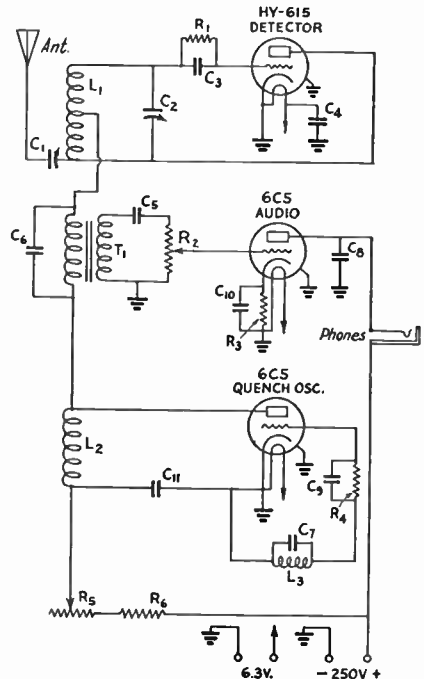 HY-615
DETECTOR
Ant.
R1
L1
C2
C3
C4
C1
6C5
AUDIO
C5
C6
T1
R2
C8
C10
R3
Phones
6C5
QUENCH OSC.
L2
C11
C9
R4
C7
L3
R5
R6
6.3V.
- 250V +